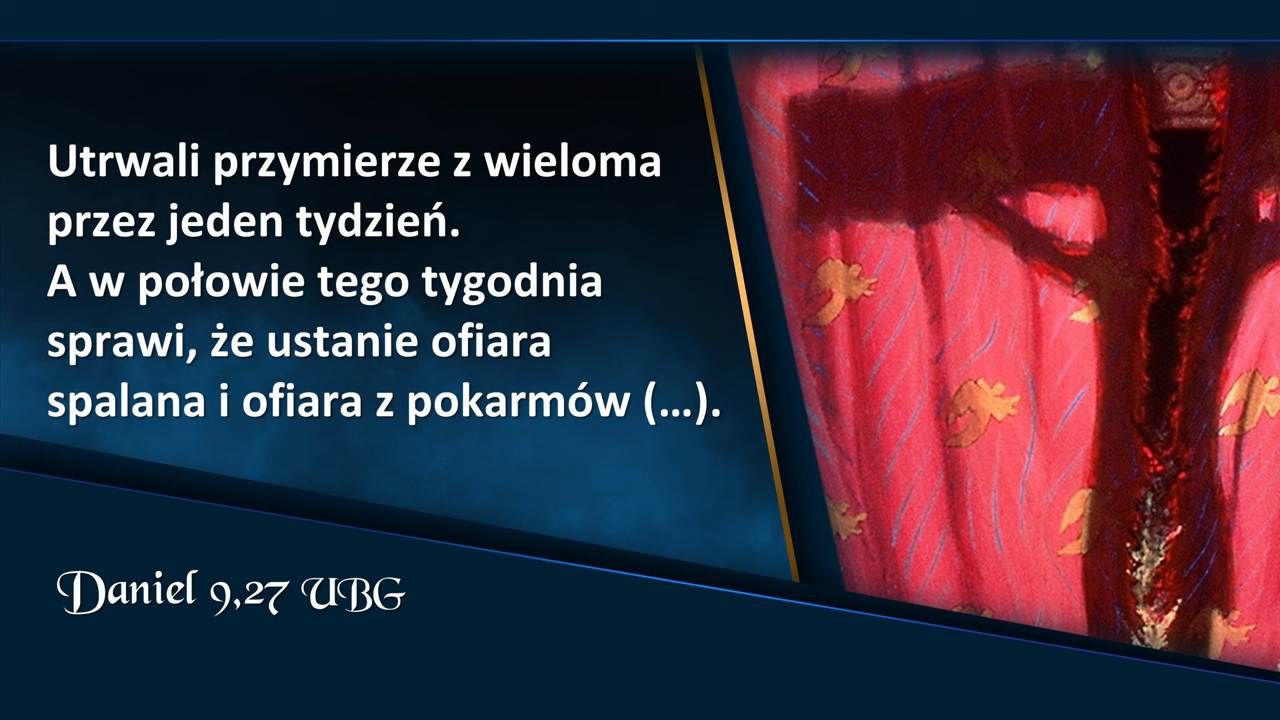 Utrwali przymierze z wieloma
przez jeden tydzień.
A w połowie tego tygodnia
sprawi, że ustanie ofiara
spalana i ofiara z pokarmów (...).
Daniel 9,27 UBG